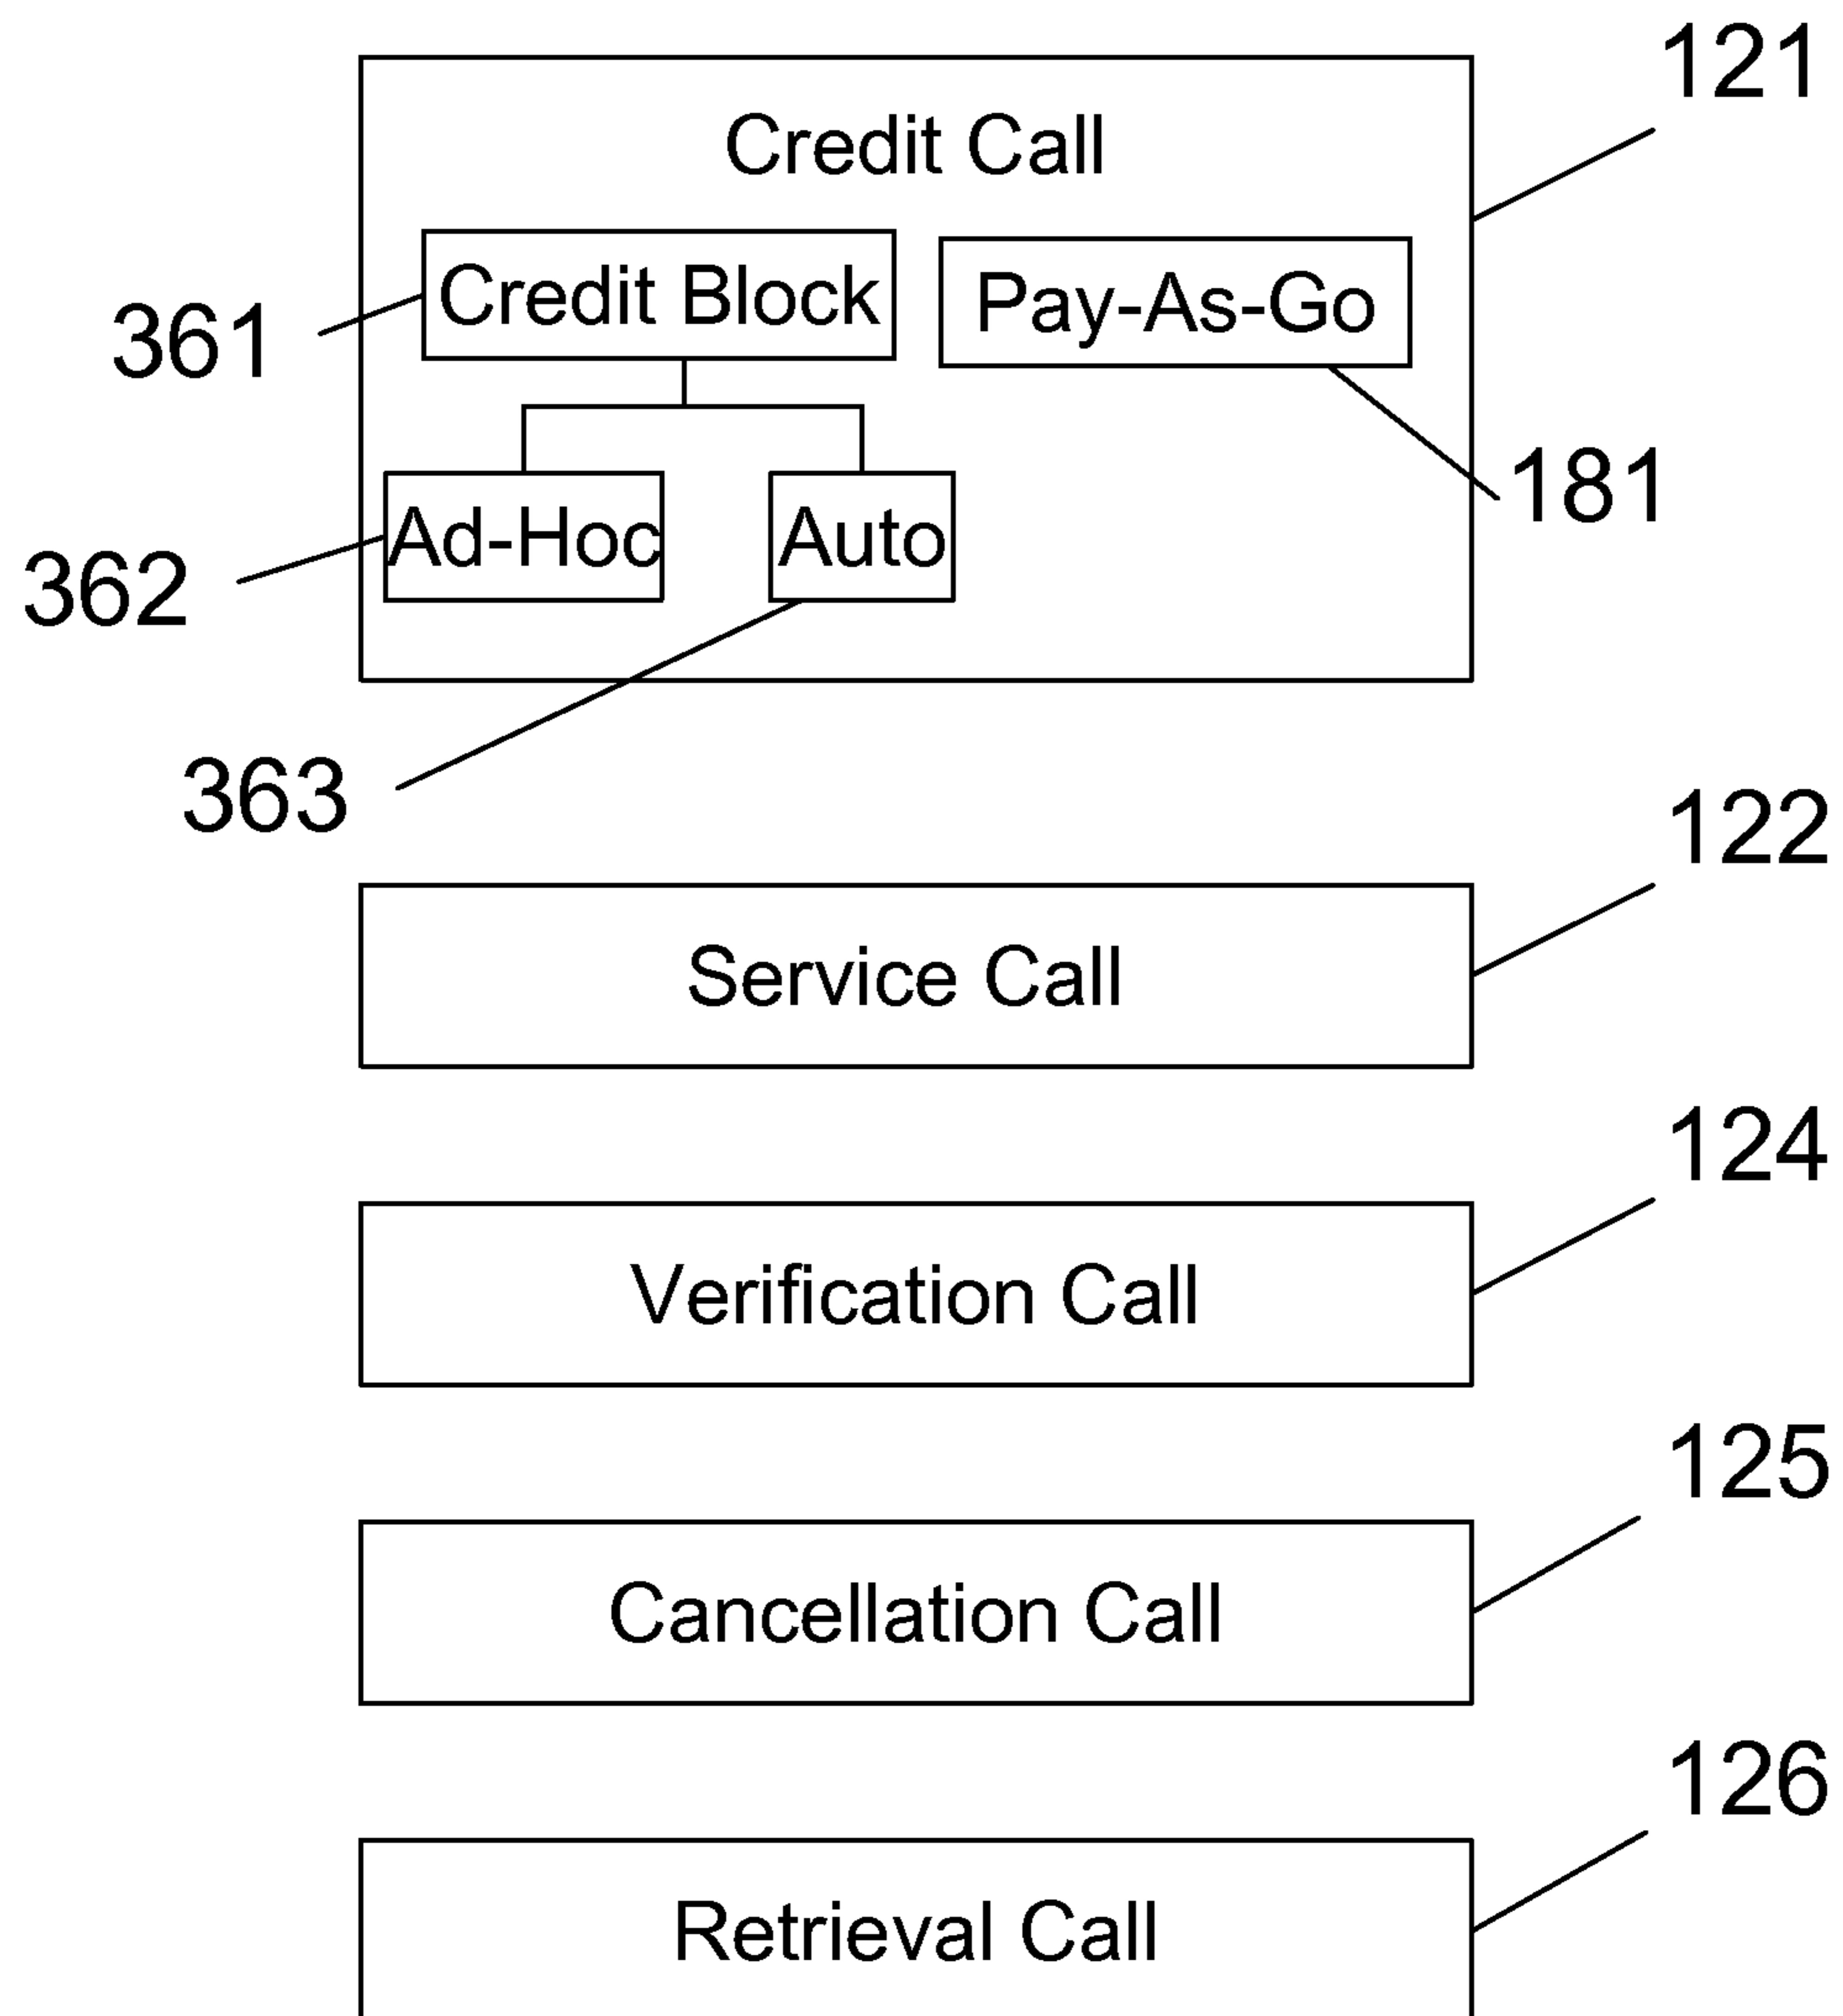 121
Credit Call
Credit Block
Pay-As-Go
361
181
Ad-Hoc
Auto
362
363
122
Service Call
124
Verification Call
125
Cancellation Call
126
Retrieval Call